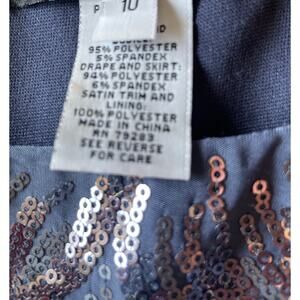 P 10
95% POLYESTER
5% SPANDEX
DRAPE AND SKIRT:
94% POLYESTER
6% SPANDEX
SATIN TRIM AND
LINING:
100% POLYESTER
MADE IN CHINA
RN 79283
SEE REVERSE
FOR CARE